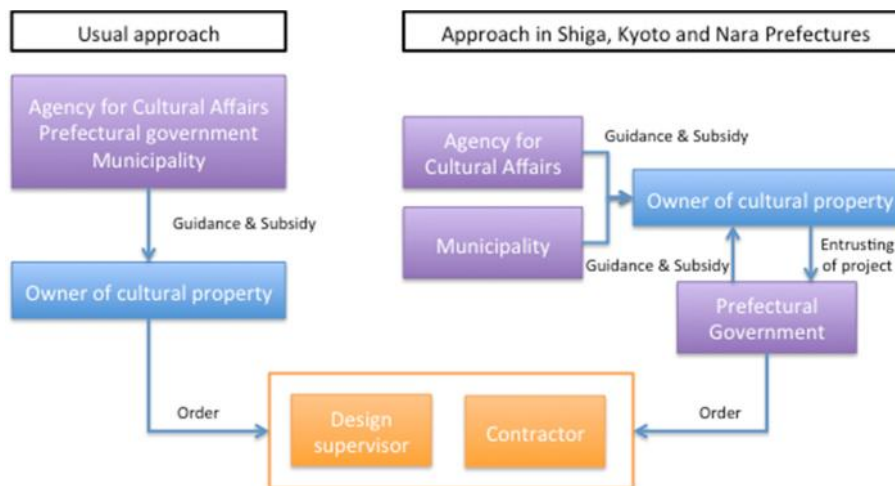 Usual approach
Agency for Cultural Affairs
Prefectural government
Municipality
Guidance & Subsidy
Owner of cultural property
Order
Approach in Shiga, Kyoto and Nara Prefectures
Agency for
Cultural Affairs
Guidance & Subsidy
Municipality
Owner of cultural property
Guidance & Subsidy
Entrusting
of project
Prefectural
Government
Order
Design
supervisor
Contractor